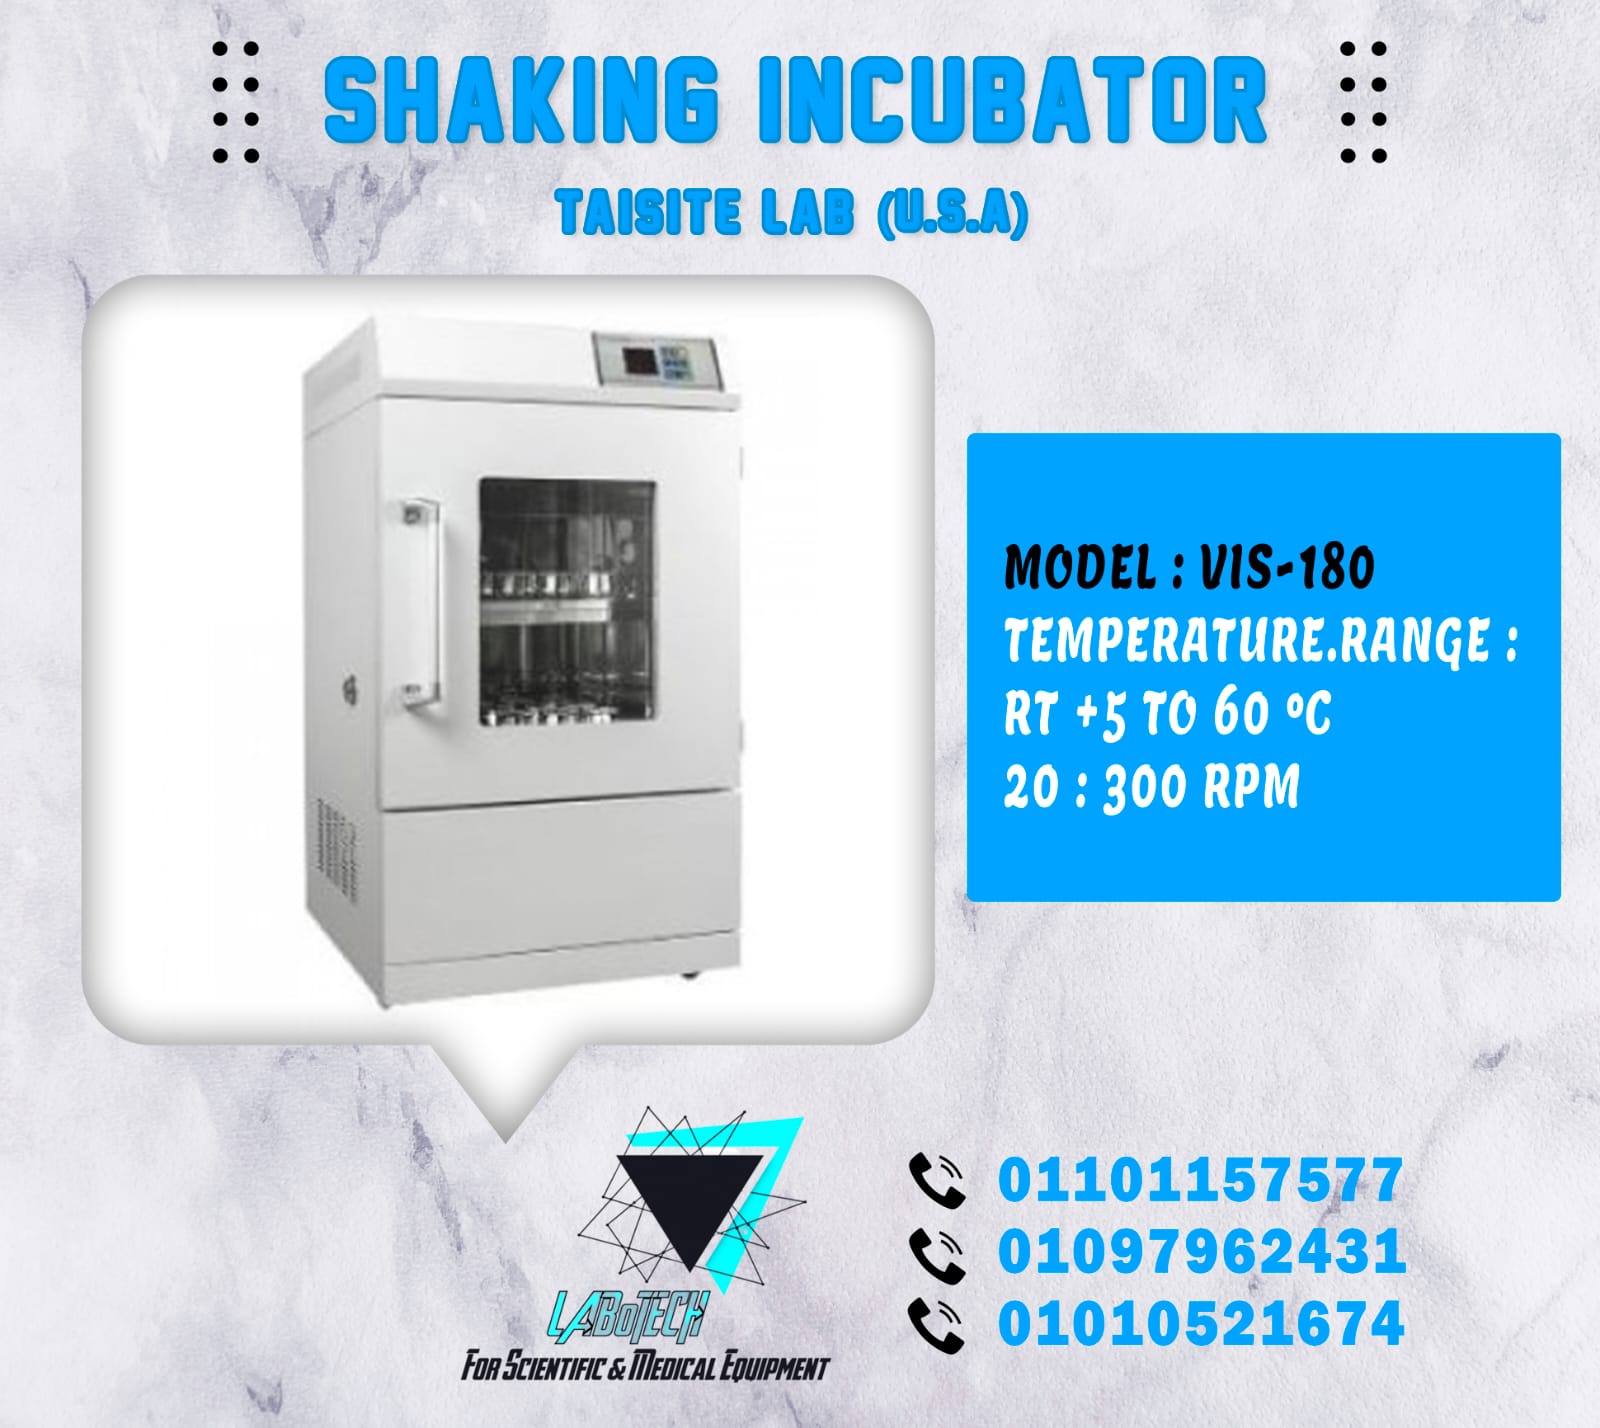 SHAKING INCUBATOR
TAISITE LAB (U.S.A)
MODEL : VIS-180
TEMPERATURE.RANGE :
RT +5 TO 60 ºC
20 : 300 RPM
01101157577
01097962431
01010521674
LABoTECH
FOR SCIENTIFIC & MEDICAL EQUIPMENT